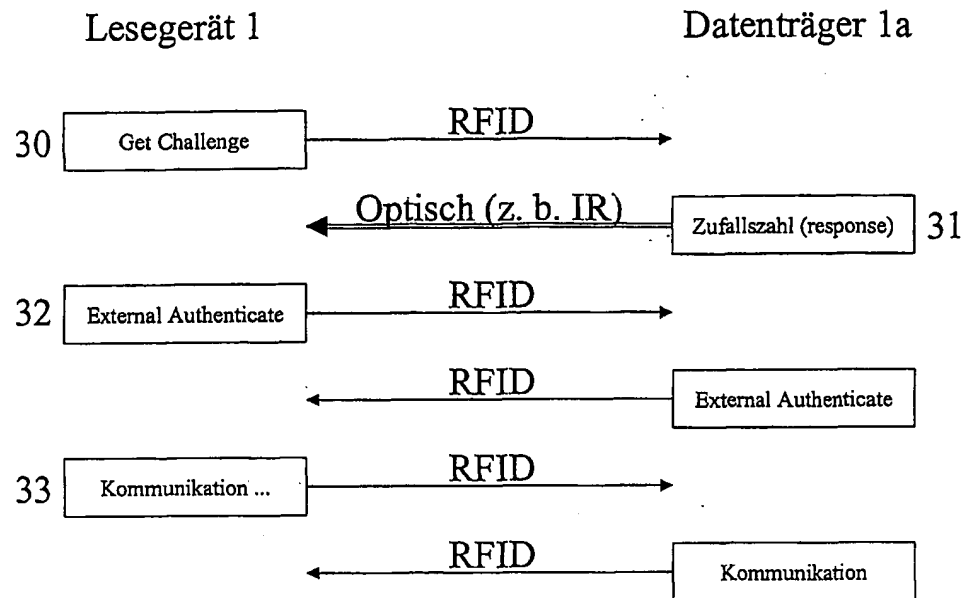 Lesegerät 1
Datenträger 1a
RFID
30
Get Challenge
Optisch (z. b. IR)
Zufallszahl (response)
31
RFID
32
External Authenticate
RFID
External Authenticate
RFID
33
Kommunikation ...
RFID
Kommunikation